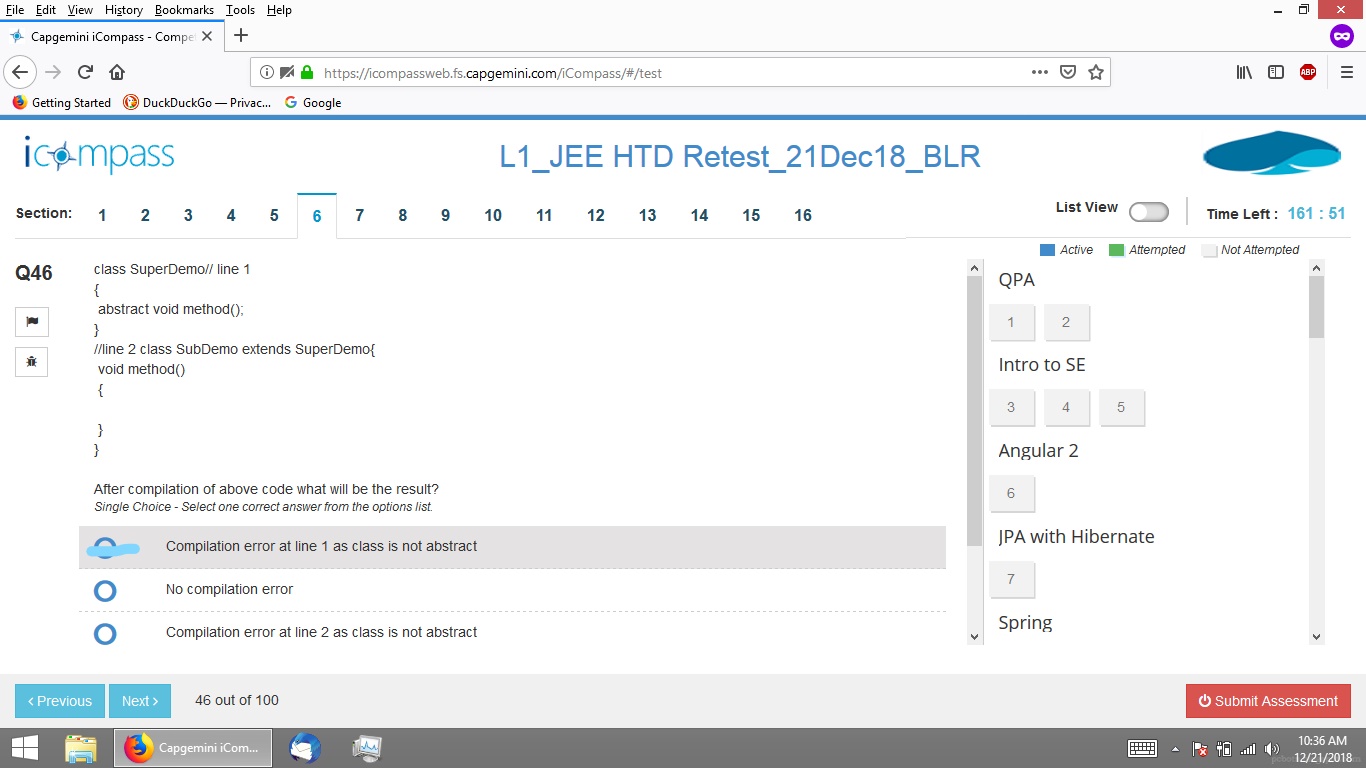 File Edit View History Bookmarks Tools Help
Capgemini iCompass - Compe
https://icompassweb.fs.capgemini.com/iCompass/#/test
ABP
Getting Started DuckDuckGo — Privac... Google
icompass
L1_JEE HTD Retest_21Dec18_BLR
Section: 1 2 3 4 5 6 7 8 9 10 11 12 13 14 15 16
List View
Time Left : 161 : 51
Active Attempted Not Attempted
Q46
class SuperDemo// line 1
{
abstract void method();
}
//line 2 class SubDemo extends SuperDemo{
void method()
{
}
}
After compilation of above code what will be the result?
Single Choice - Select one correct answer from the options list.
Compilation error at line 1 as class is not abstract
No compilation error
Compilation error at line 2 as class is not abstract
QPA
1 2
Intro to SE
3 4 5
Angular 2
6
JPA with Hibernate
7
Spring
‹ Previous Next › 46 out of 100
Submit Assessment
Capgemini iCom...
10:36 AM
12/21/2018